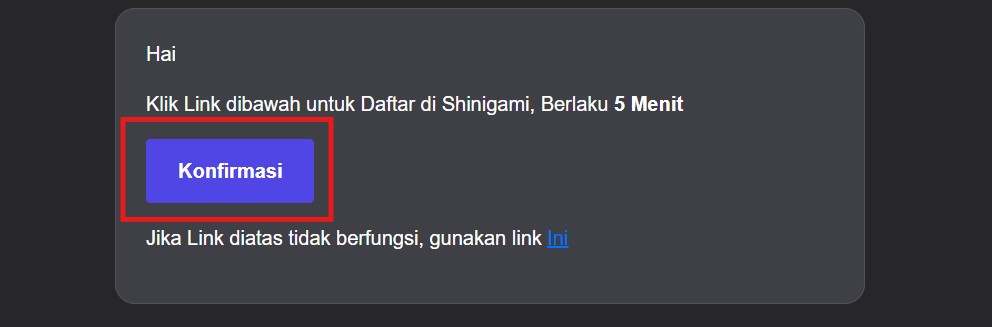 Hai
Klik Link dibawah untuk Daftar di Shinigami, Berlaku 5 Menit
Konfirmasi
Jika Link diatas tidak berfungsi, gunakan link Ini